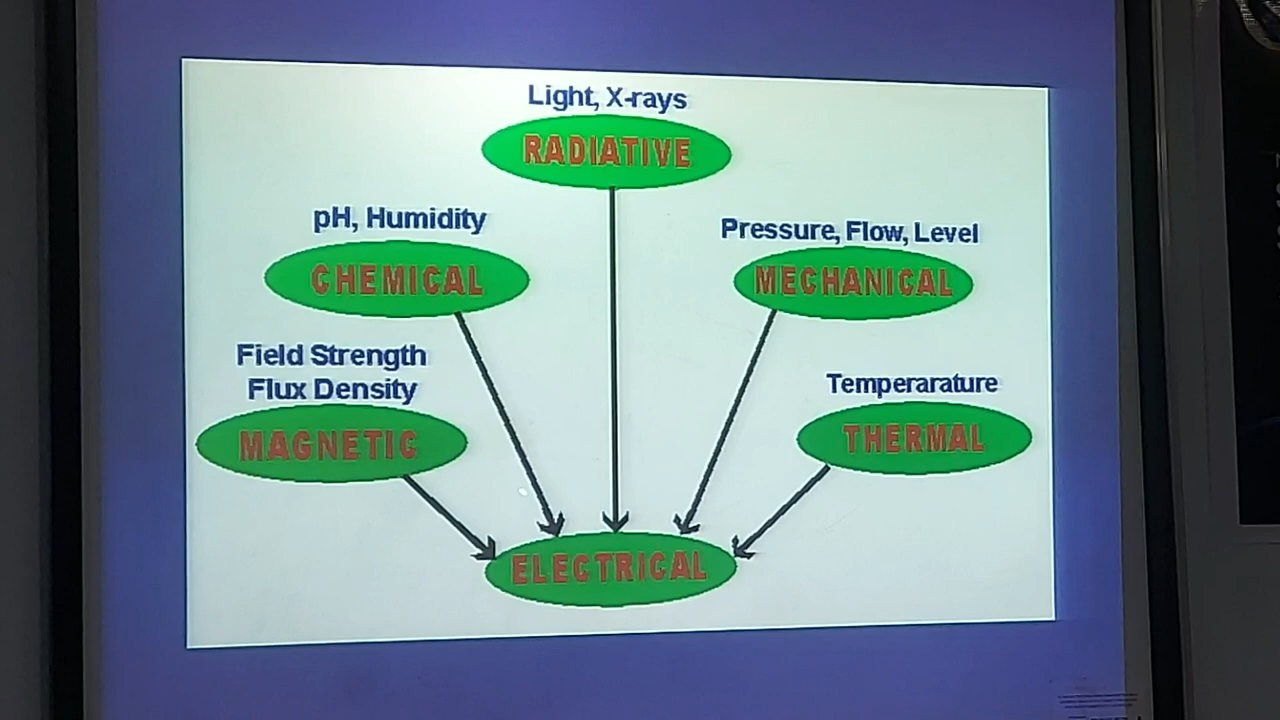 Light, X-rays
RADIATIVE
pH, Humidity
CHEMICAL
Pressure, Flow, Level
MECHANICAL
Field Strength
Flux Density
MAGNETIC
Temperarature
THERMAL
ELECTRICAL